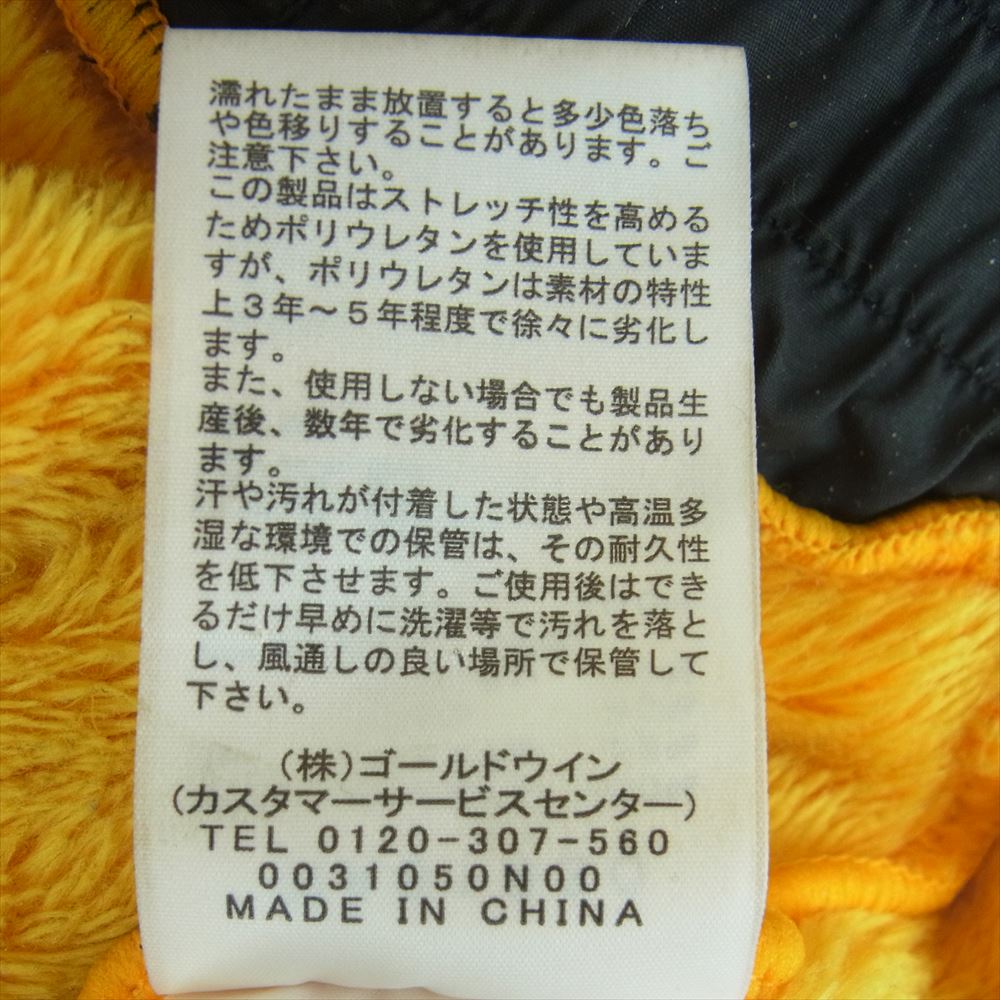 濡れたまま放置すると多少色落ち
や色移りすることがあります。ご
注意下さい。
この製品はストレッチ性を高める
ためポリウレタンを使用していま
すが、ポリウレタンは素材の特性
上３年～５年程度で徐々に劣化し
ます。
また、使用しない場合でも製品生
産後、数年で劣化することがあり
ます。
汗や汚れが付着した状態や高温多
湿な環境での保管は、その耐久性
を低下させます。ご使用後はでき
るだけ早めに洗濯等で汚れを落と
し、風通しの良い場所で保管して
下さい。
(株)ゴールドウイン
(カスタマーサービスセンター)
TEL 0120-307-560
0031050N00
MADE IN CHINA